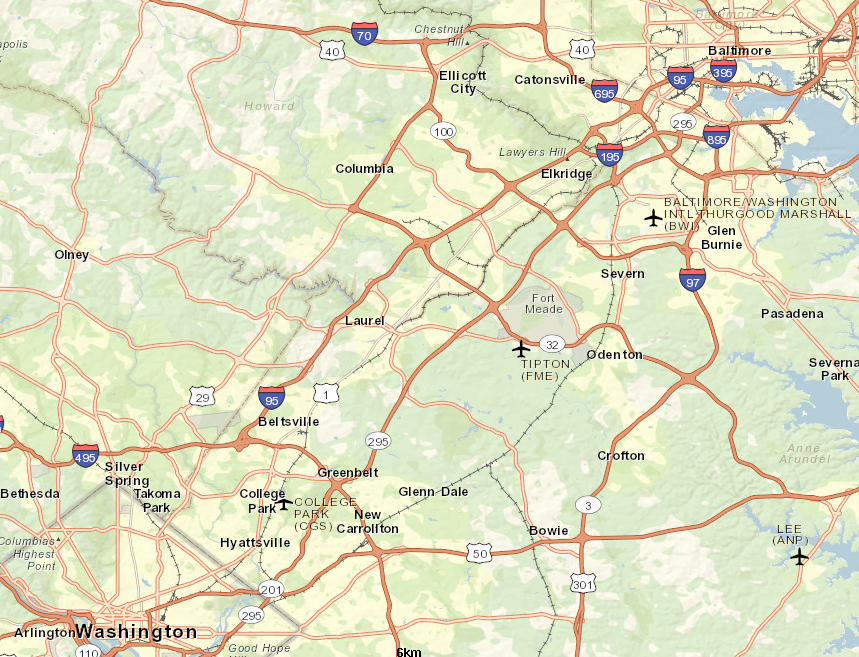 Baltimore
(City)
Chestnut
Hill
70
40
40
Baltimore
napolis
Ellicott
City
Catonsville
95
395
695
Howard
295
100
895
Lawyers Hill
195
Columbia
Elkridge
BALTIMORE/WASHINGTON
INTL THURGOOD MARSHALL
(BWI)
Glen
Burnie
Olney
Severn
97
Fort
Meade
Laurel
Pasadena
32
Odenton
TIPTON
(FME)
Severna
Park
29
1
95
Beltsville
295
495
Anne
Arundel
Crofton
Silver
Spring
Greenbelt
Bethesda
Takoma
Park
College
Park
COLLEGE
PARK
(CGS)
Glenn Dale
3
New
Carrollton
LEE
(ANP)
Bowie
Columbias
Highest
Point
Hyattsville
50
201
301
295
Arlington
Washington
Good Hope
110
6km